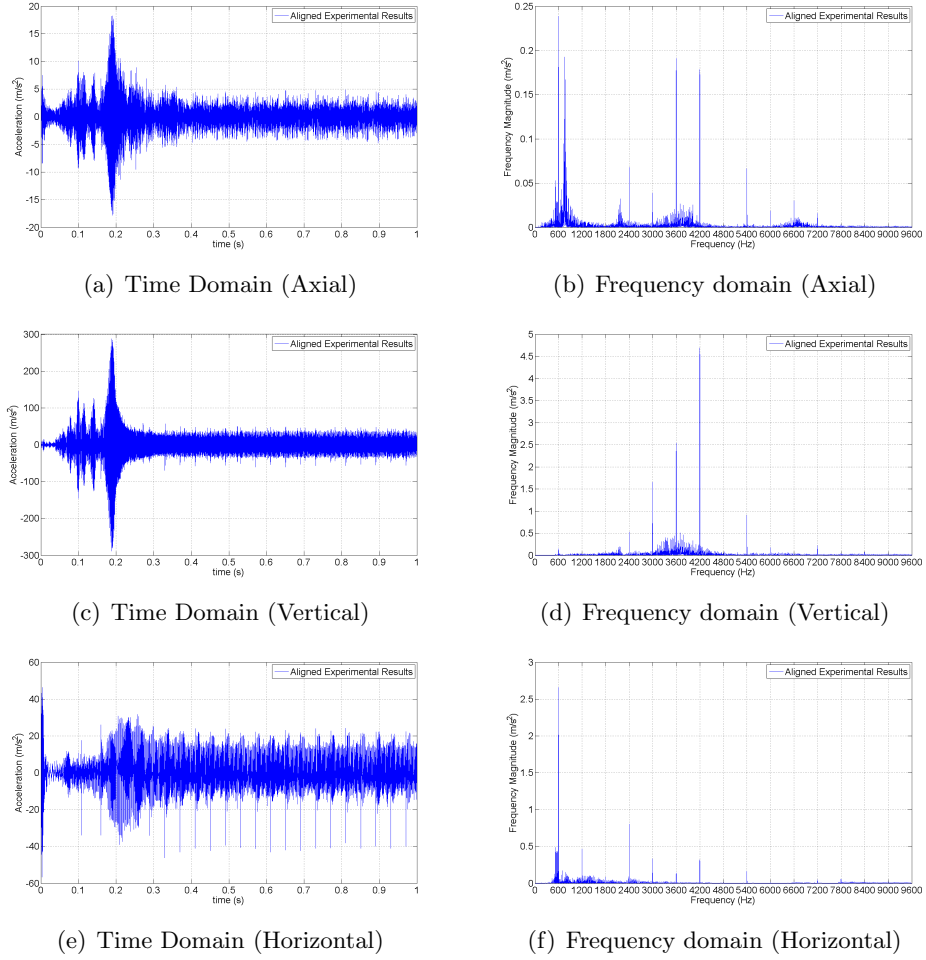 Aligned Experimental Results
20
15
10
5
0
-5
-10
-15
-20
Acceleration (m/s²)
0 0.1 0.2 0.3 0.4 0.5 0.6 0.7 0.8 0.9 1
time (s)
(a) Time Domain (Axial)
Aligned Experimental Results
0.25
0.2
0.15
0.1
0.05
0
Frequency Magnitude (m/s²)
600 1200 1800 2400 3000 3600 4200 4800 5400 6000 6600 7200 7800 8400 9000 9600
Frequency (Hz)
(b) Frequency domain (Axial)
Aligned Experimental Results
300
200
100
0
-100
-200
-300
Acceleration (m/s²)
0 0.1 0.2 0.3 0.4 0.5 0.6 0.7 0.8 0.9 1
time (s)
(c) Time Domain (Vertical)
Aligned Experimental Results
5
4.5
4
3.5
3
2.5
2
1.5
1
0.5
0
Frequency Magnitude (m/s²)
600 1200 1800 2400 3000 3600 4200 4800 5400 6000 6600 7200 7800 8400 9000 9600
Frequency (Hz)
(d) Frequency domain (Vertical)
Aligned Experimental Results
60
40
20
0
-20
-40
-60
Acceleration (m/s²)
0 0.1 0.2 0.3 0.4 0.5 0.6 0.7 0.8 0.9 1
time (s)
(e) Time Domain (Horizontal)
Aligned Experimental Results
3
2.5
2
1.5
1
0.5
0
Frequency Magnitude (m/s²)
600 1200 1800 2400 3000 3600 4200 4800 5400 6000 6600 7200 7800 8400 9000 9600
Frequency (Hz)
(f) Frequency domain (Horizontal)